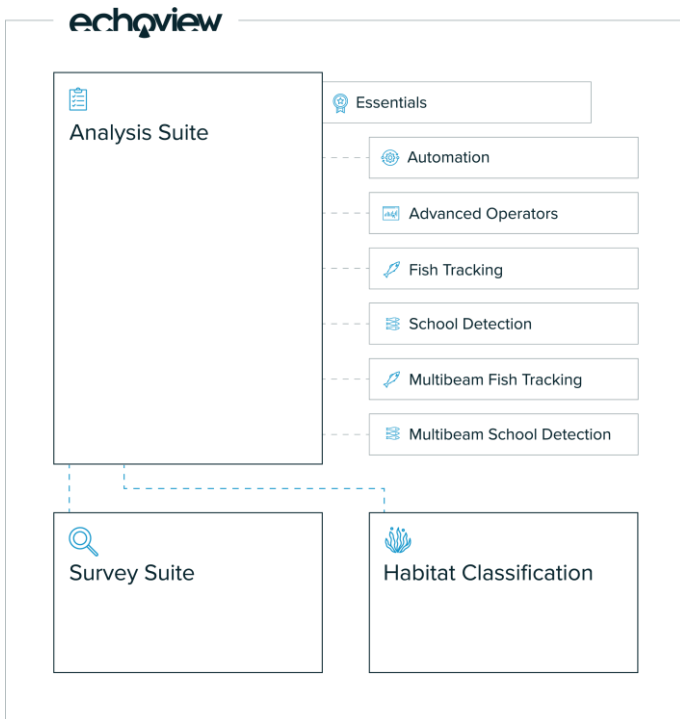 echoview
Analysis Suite
Essentials
Automation
Advanced Operators
Fish Tracking
School Detection
Multibeam Fish Tracking
Multibeam School Detection
Survey Suite
Habitat Classification